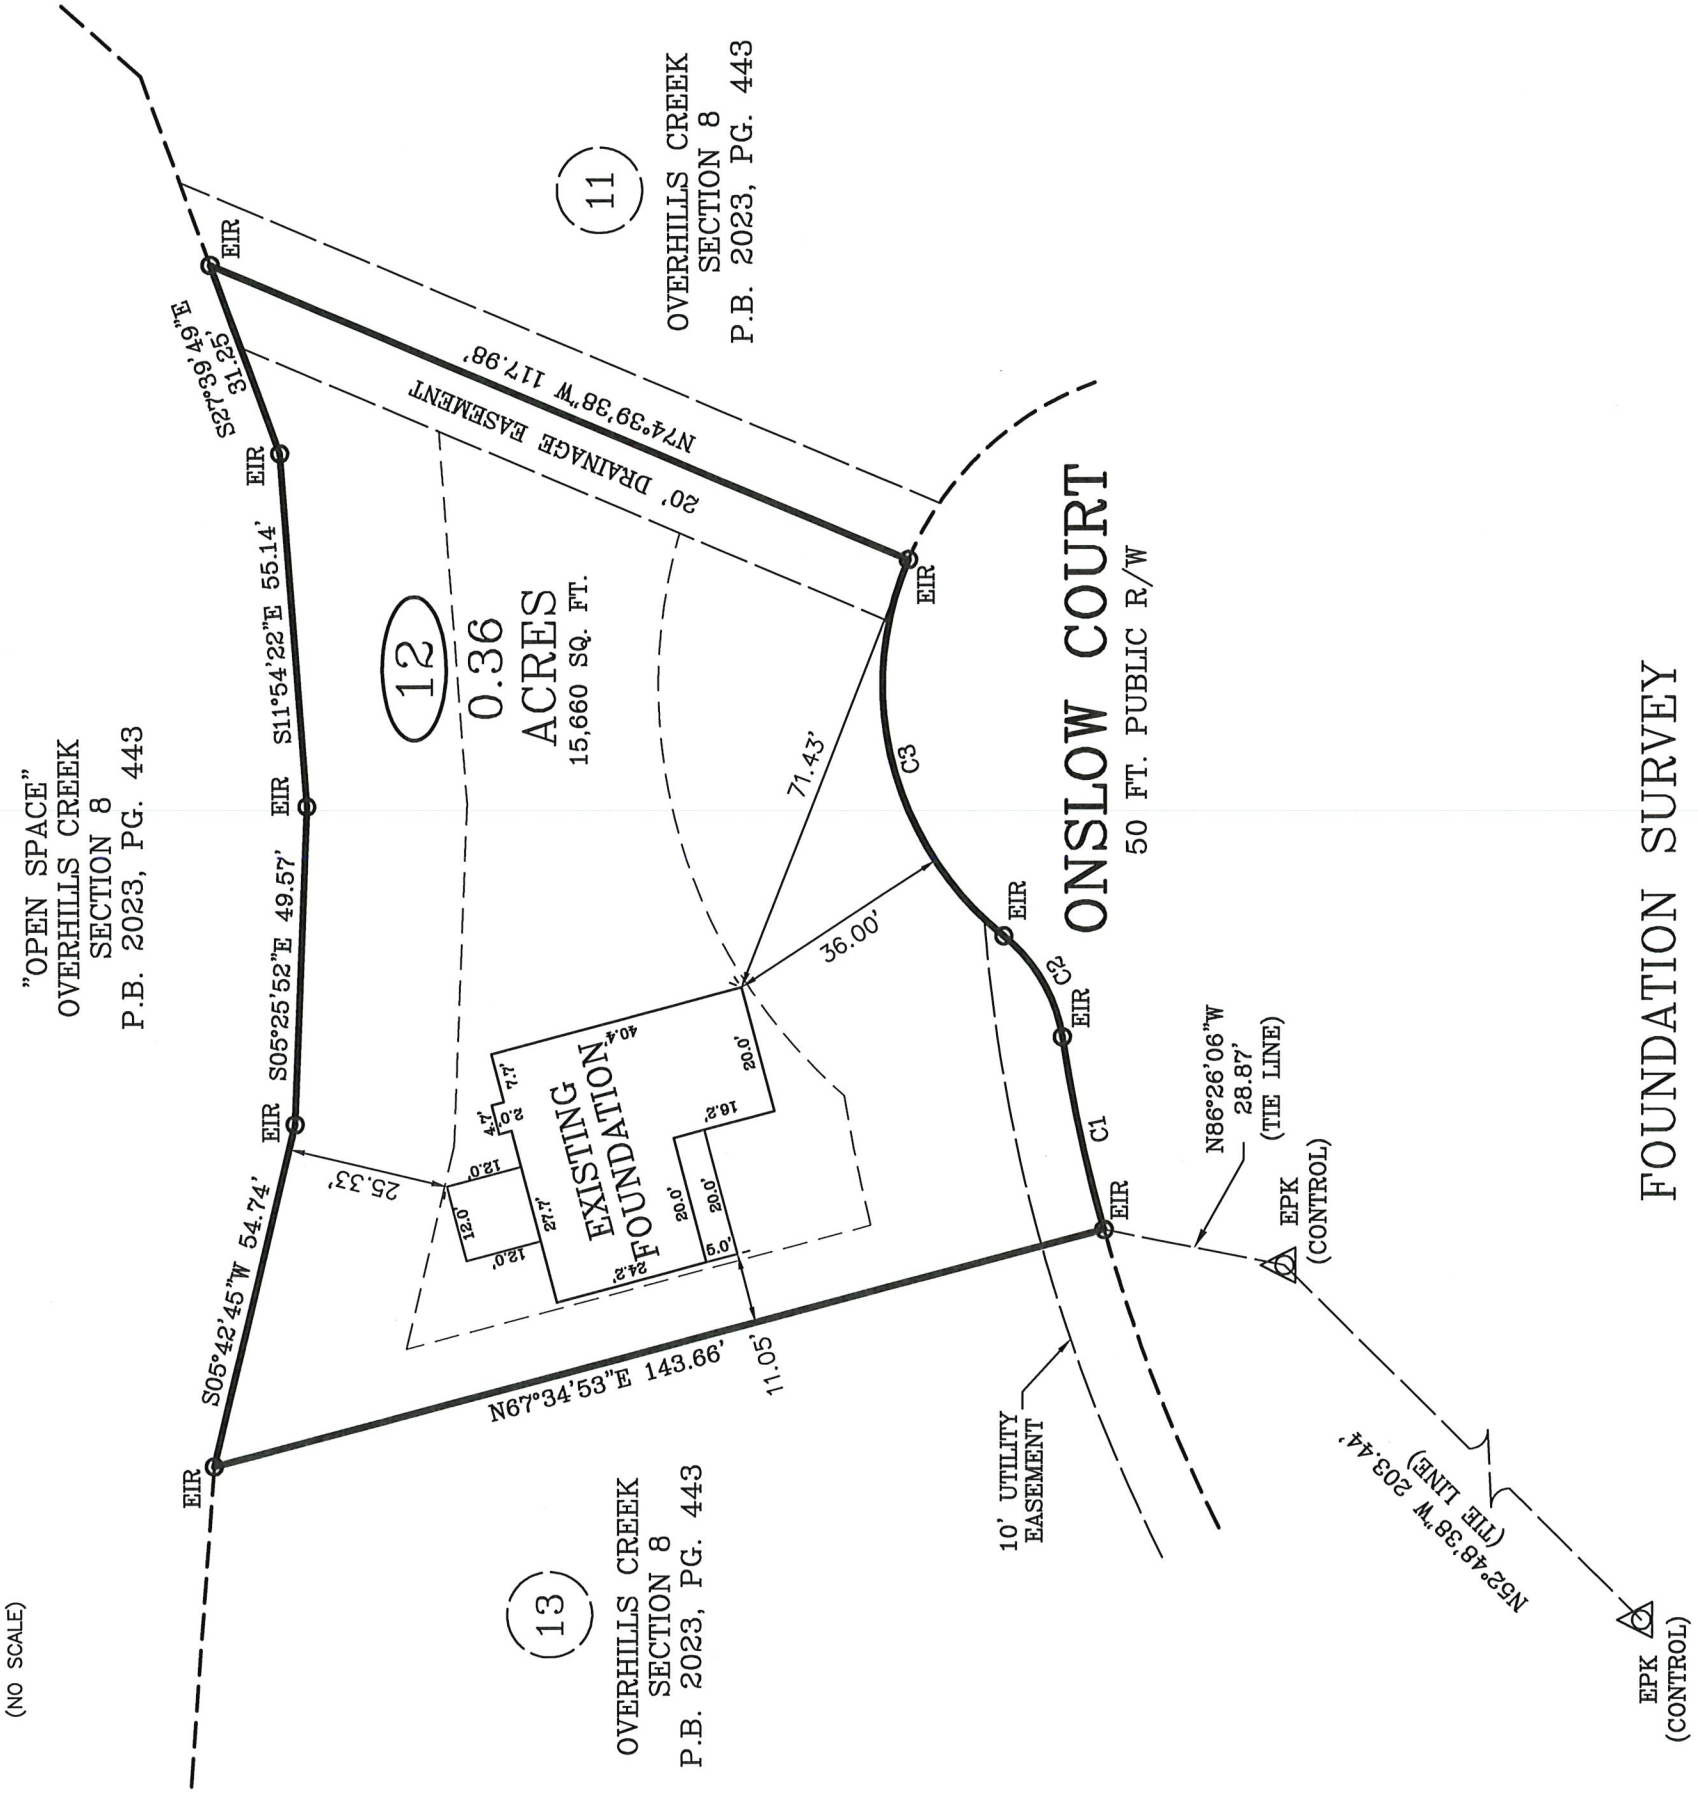 (NO SCALE)
"OPEN SPACE"
OVERHILLS CREEK
SECTION 8
P.B. 2023, PG. 443
EIR
S05°42'45"W 54.74'
EIR
S05°25'52"E 49.57'
EIR
S11°54'22"E 55.14'
EIR
S27°39'49"E
31.25'
EIR
11
OVERHILLS CREEK
SECTION 8
P.B. 2023, PG. 443
N74°39'38"W 117.98'
20' DRAINAGE EASEMENT
12
0.36
ACRES
15,660 SQ. FT.
25.33'
12.0'
12.0'
12.0'
27.7'
4.7'
2.0'
7.7'
40.4'
20.0'
16.2'
20.0'
20.0'
6.0'
24.2'
EXISTING
FOUNDATION
71.43'
36.00'
11.05'
N67°34'53"E 143.66'
13
OVERHILLS CREEK
SECTION 8
P.B. 2023, PG. 443
EIR
C3
EIR
C2
EIR
C1
EIR
ONSLOW COURT
50 FT. PUBLIC R/W
10' UTILITY
EASEMENT
N86°26'06"W
28.87'
(TIE LINE)
EPK
(CONTROL)
N52°48'38"W 203.44'
(TIE LINE)
EPK
(CONTROL)
FOUNDATION SURVEY